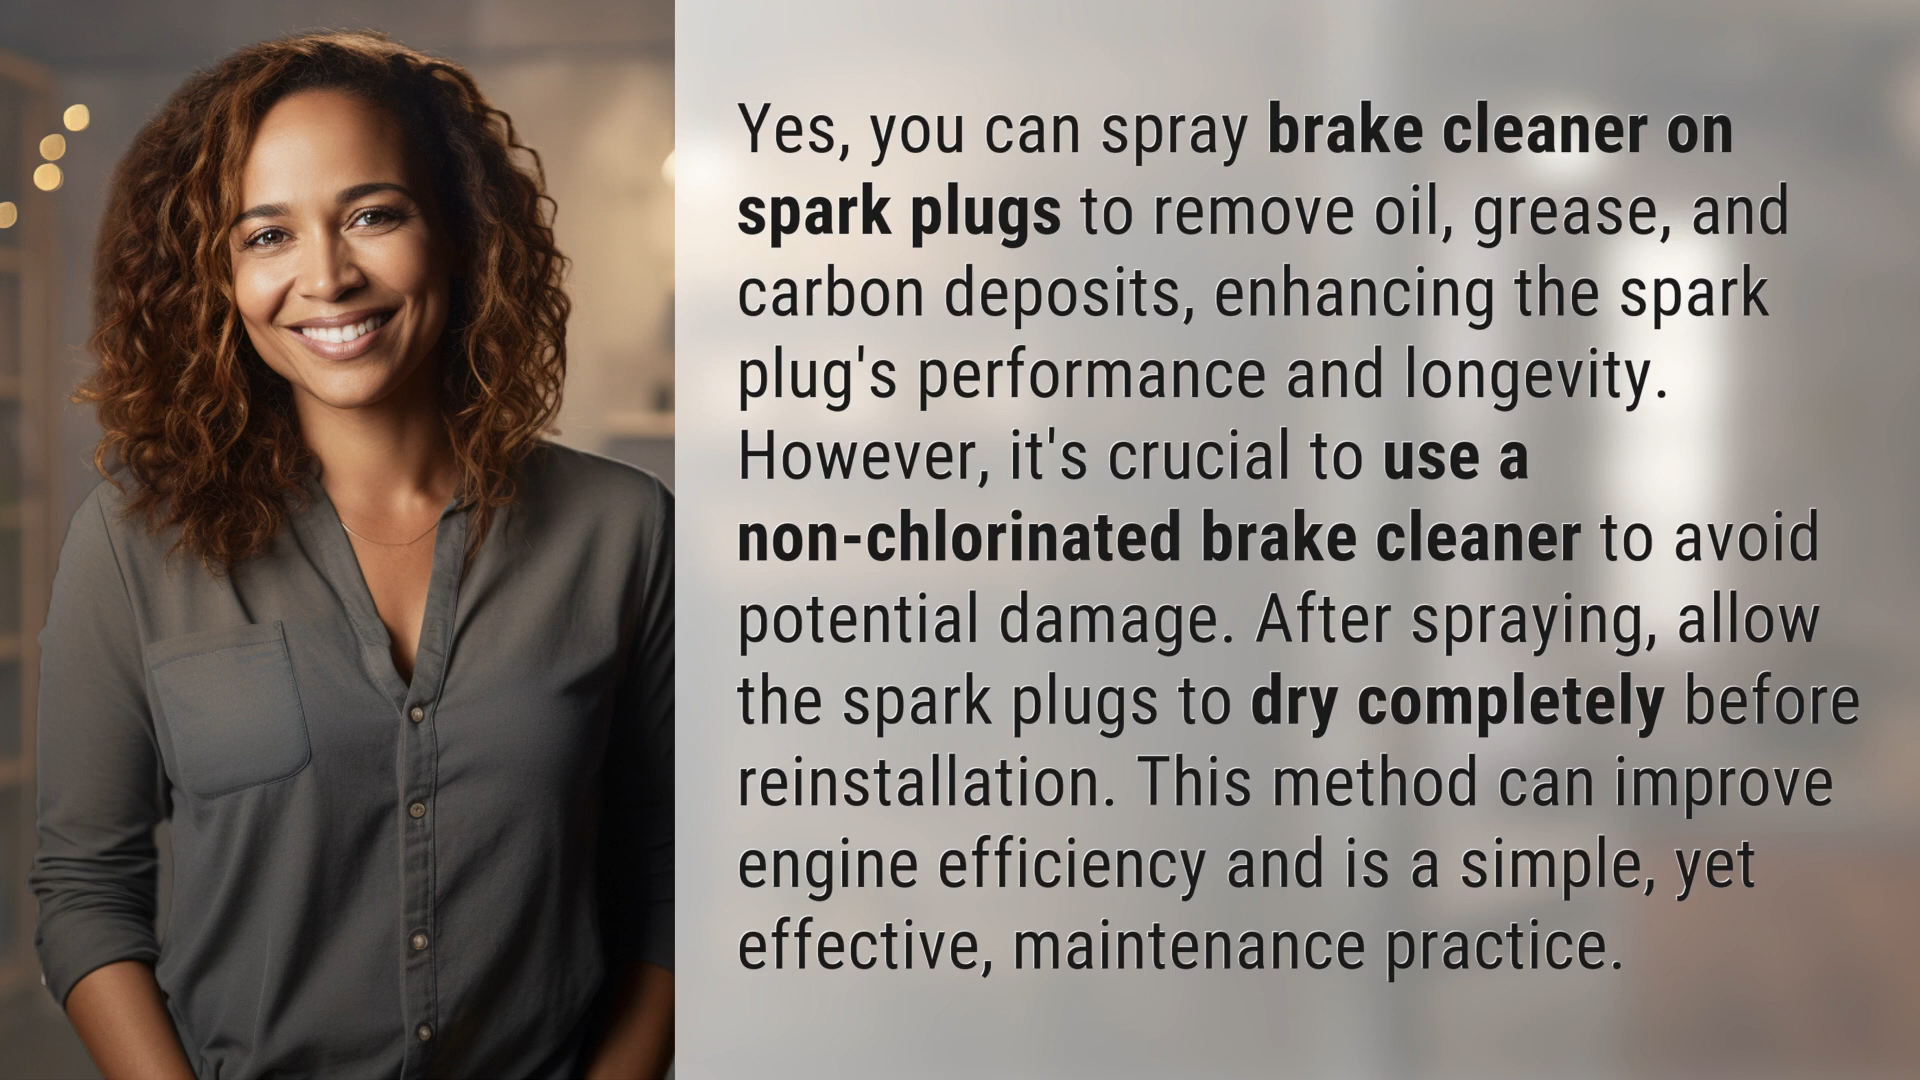 Yes, you can spray brake cleaner on
spark plugs to remove oil, grease, and
carbon deposits, enhancing the spark
plug's performance and longevity.
However, it's crucial to use a
non-chlorinated brake cleaner to avoid
potential damage. After spraying, allow
the spark plugs to dry completely before
reinstallation. This method can improve
engine efficiency and is a simple, yet
effective, maintenance practice.